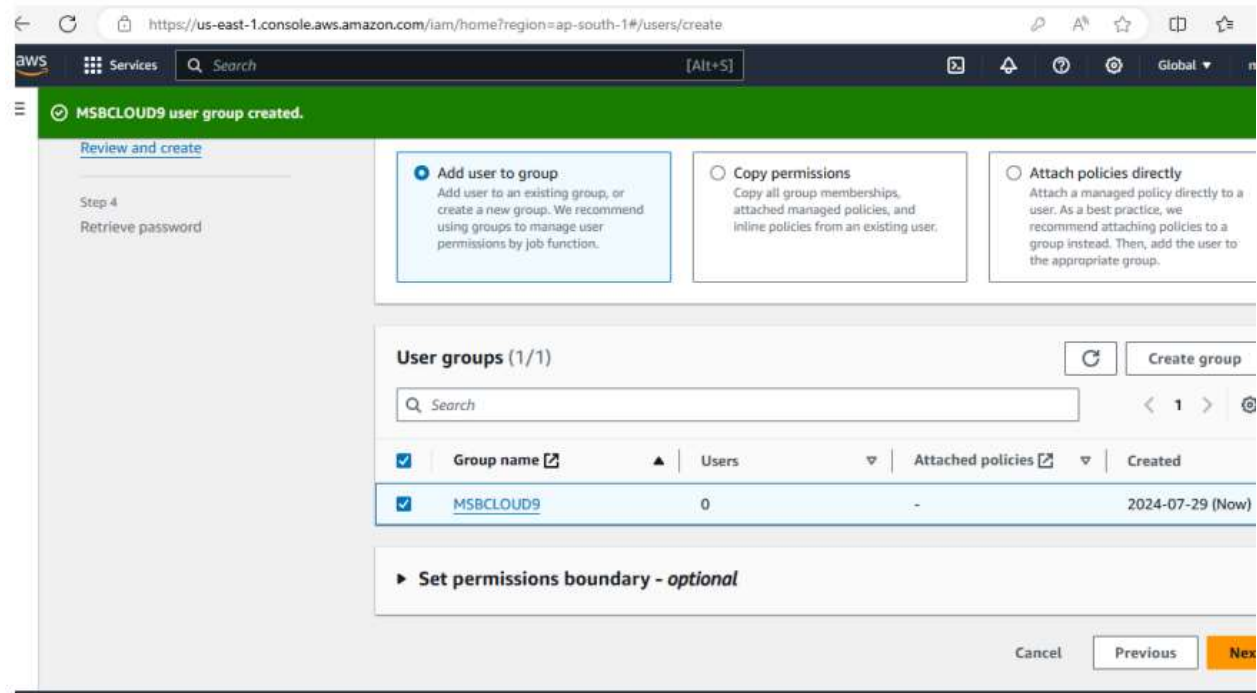 https://us-east-1.console.aws.amazon.com/iam/home?region=ap-south-1#/users/create
aws
Services
Search
[Alt+S]
Global
MSBCLOUD9 user group created.
Review and create
Step 4
Retrieve password
Add user to group
Add user to an existing group, or
create a new group. We recommend
using groups to manage user
permissions by job function.
Copy permissions
Copy all group memberships,
attached managed policies, and
inline policies from an existing user.
Attach policies directly
Attach a managed policy directly to a
user. As a best practice, we
recommend attaching policies to a
group instead. Then, add the user to
the appropriate group.
User groups (1/1)
Create group
Search
1
Group name
Users
Attached policies
Created
MSBCLOUD9
0
-
2024-07-29 (Now)
Set permissions boundary - optional
Cancel
Previous
Nex